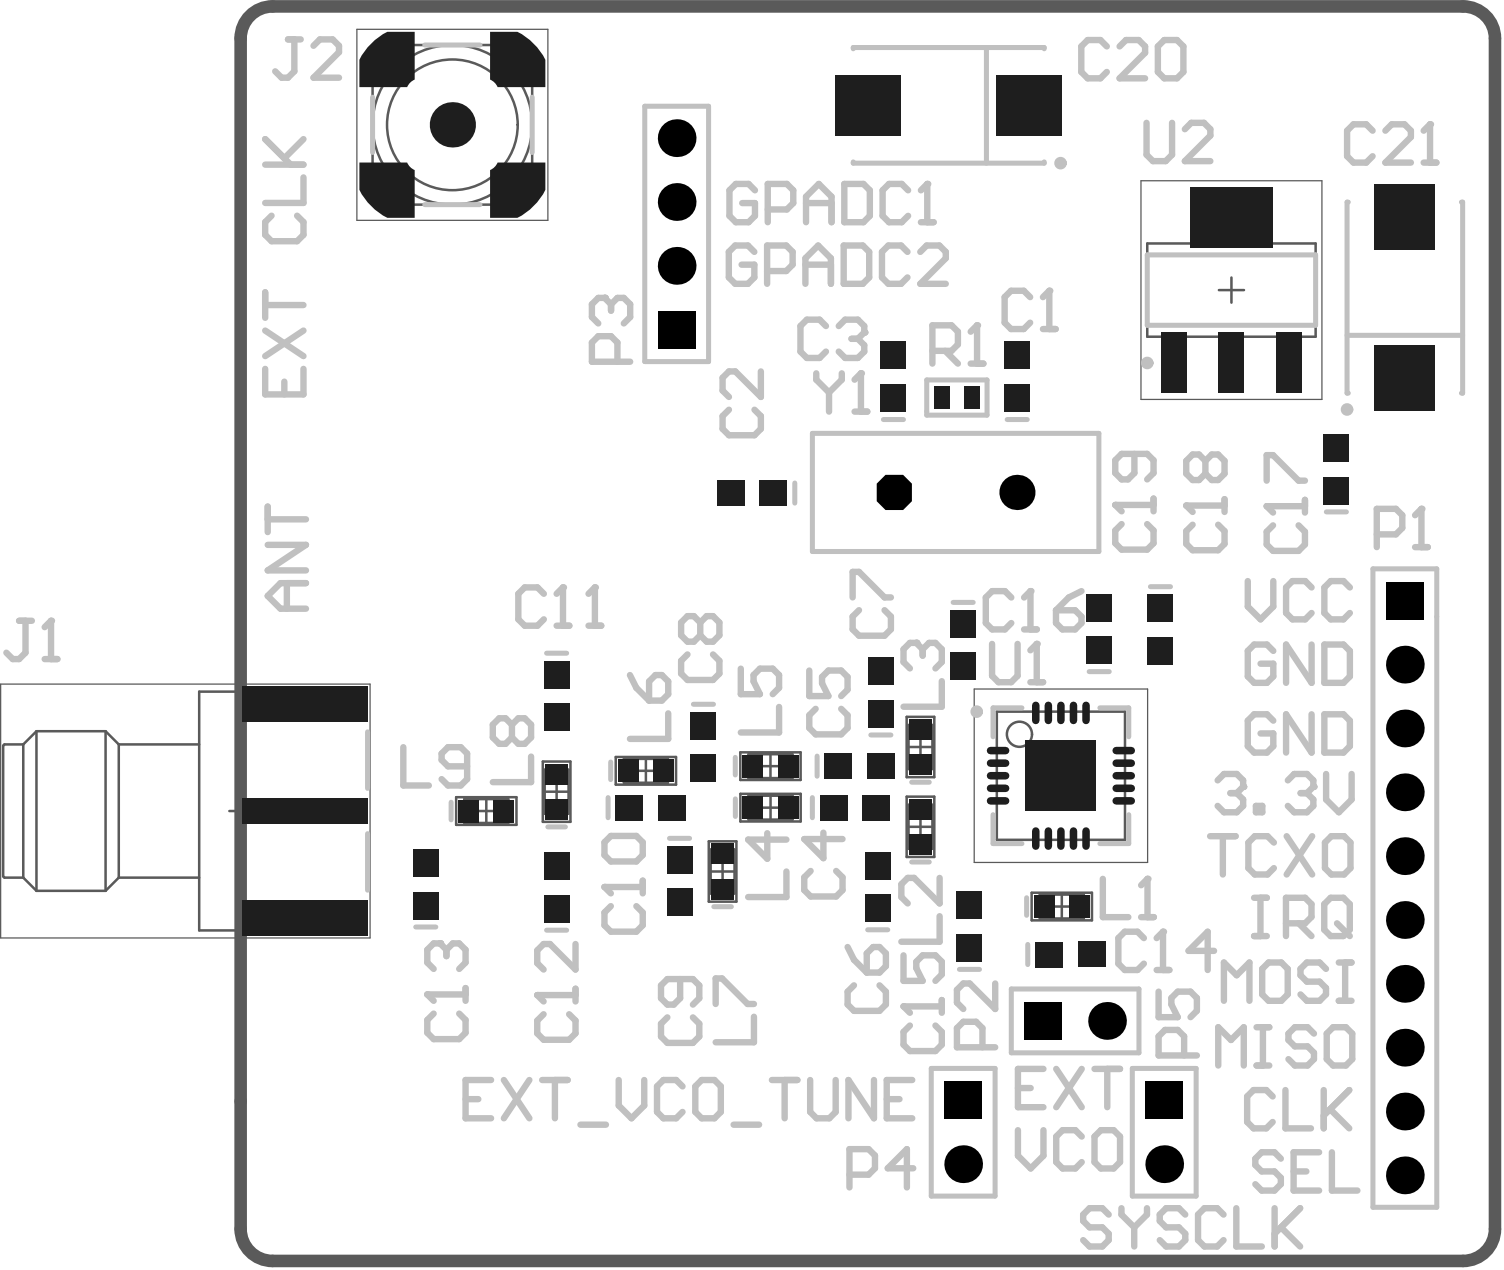 J2
C20
EXT CLK
U2
C21
GPADC1
GPADC2
P3
C1
C3
R1
C2
Y1
C19
C18
C17
P1
ANT
C11
C7
C16
VCC
J1
C8
L3
U1
GND
L6
L5
C5
GND
L9
L8
3.3V
TCXO
C10
L4
C4
L2
L1
IRQ
C14
C13
C12
C9
L7
C6
C15
P2
P5
MOSI
MISO
EXT_VCO_TUNE
EXT
VCO
CLK
P4
SEL
SYSCLK